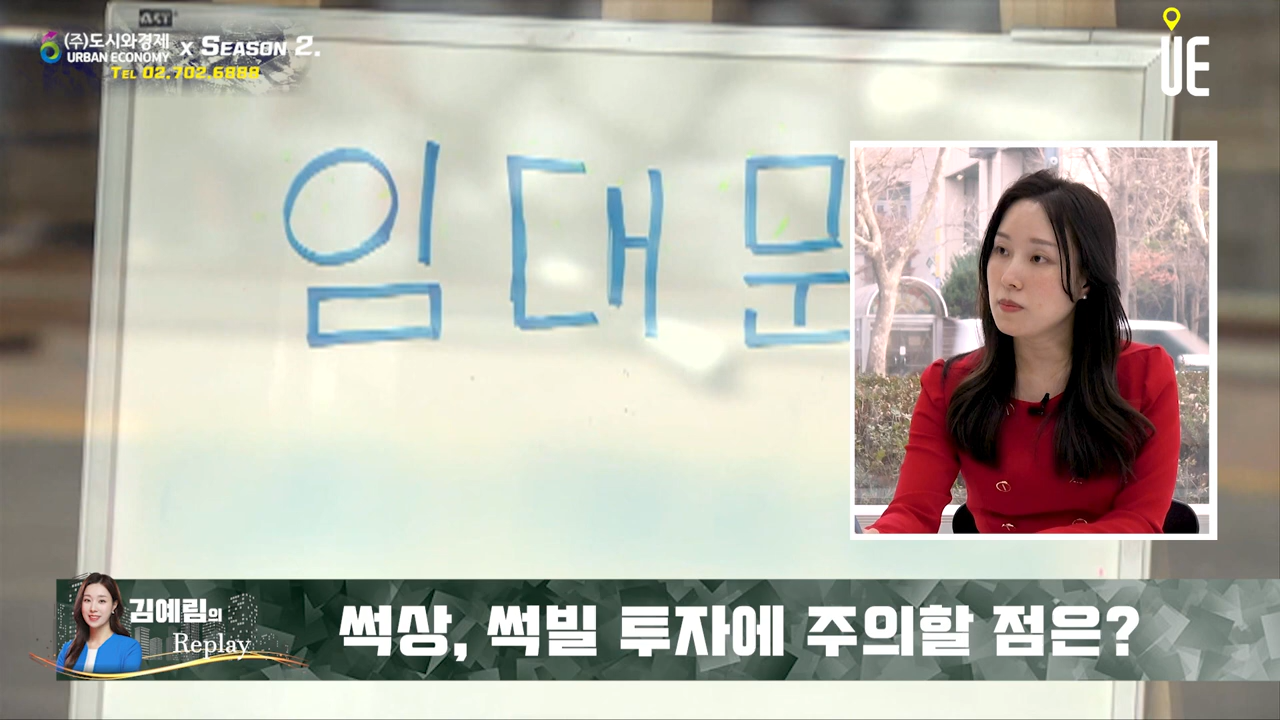 (주)도시와경제
URBAN ECONOMY
X SEASON 2.
TEL 02.702.6888
UE
임대문
김예림의
Replay
썩상, 썩빌 투자에 주의할 점은?